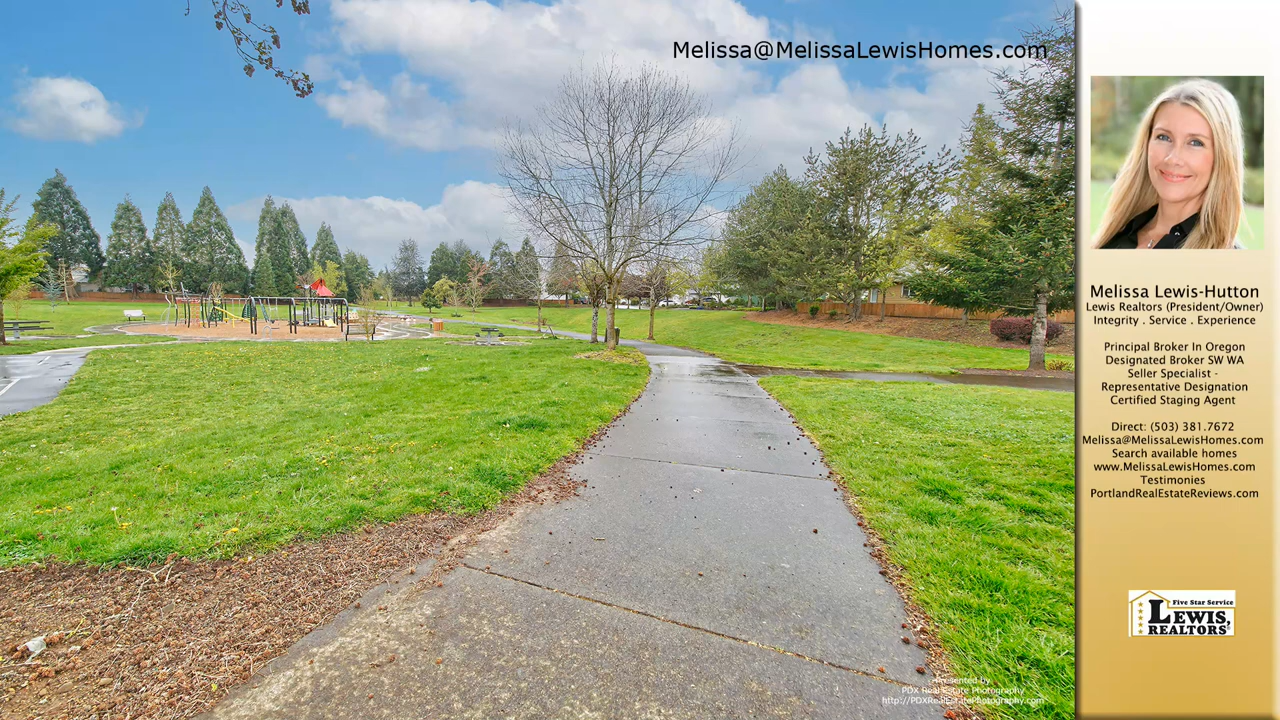 Melissa@MelissaLewisHomes.com
Melissa Lewis-Hutton
Lewis Realtors (President/Owner)
Integrity . Service . Experience
Principal Broker In Oregon
Designated Broker SW WA
Seller Specialist -
Representative Designation
Certified Staging Agent
Direct: (503) 381.7672
Melissa@MelissaLewisHomes.com
Search available homes
www.MelissaLewisHomes.com
Testimonies
PortlandRealEstateReviews.com
Five Star Service
LEWIS,
REALTORS
Presented by
PDX Real Estate Photography
http://PDXRealEstatePhotography.com